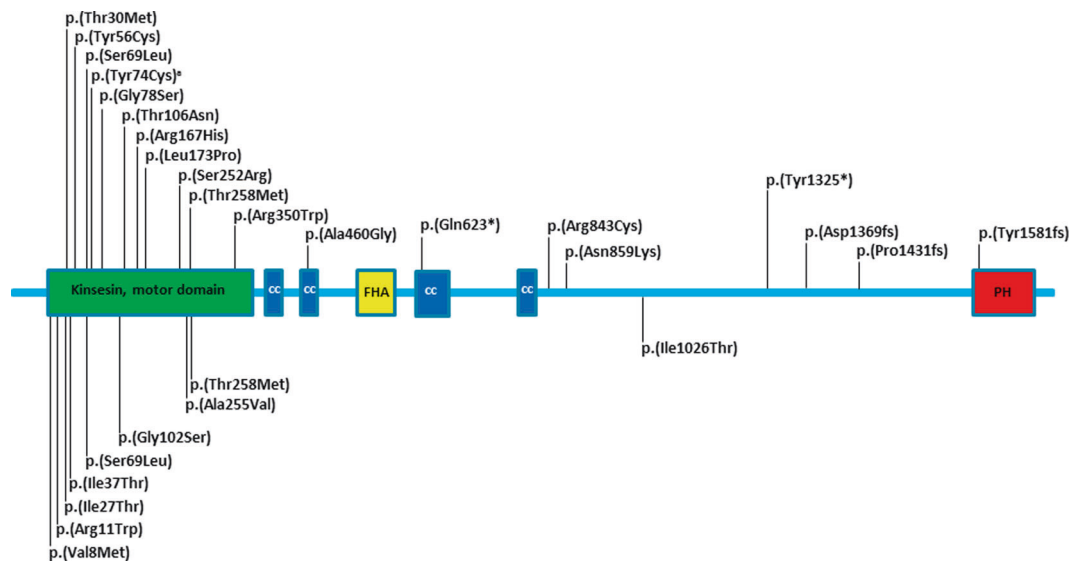 p.(Thr30Met)
p.(Tyr56Cys)
p.(Ser69Leu)
p.(Tyr74Cys)ᵃ
p.(Gly78Ser)
p.(Thr106Asn)
p.(Arg167His)
p.(Leu173Pro)
p.(Ser252Arg)
p.(Thr258Met)
p.(Arg350Trp)
p.(Ala460Gly)
p.(Gln623*)
p.(Arg843Cys)
p.(Asn859Lys)
p.(Tyr1325*)
p.(Asp1369fs)
p.(Pro1431fs)
p.(Tyr1581fs)
Kinsesin, motor domain
CC
CC
FHA
CC
CC
PH
p.(Ile1026Thr)
p.(Thr258Met)
p.(Ala255Val)
p.(Gly102Ser)
p.(Ser69Leu)
p.(Ile37Thr)
p.(Ile27Thr)
p.(Arg11Trp)
p.(Val8Met)